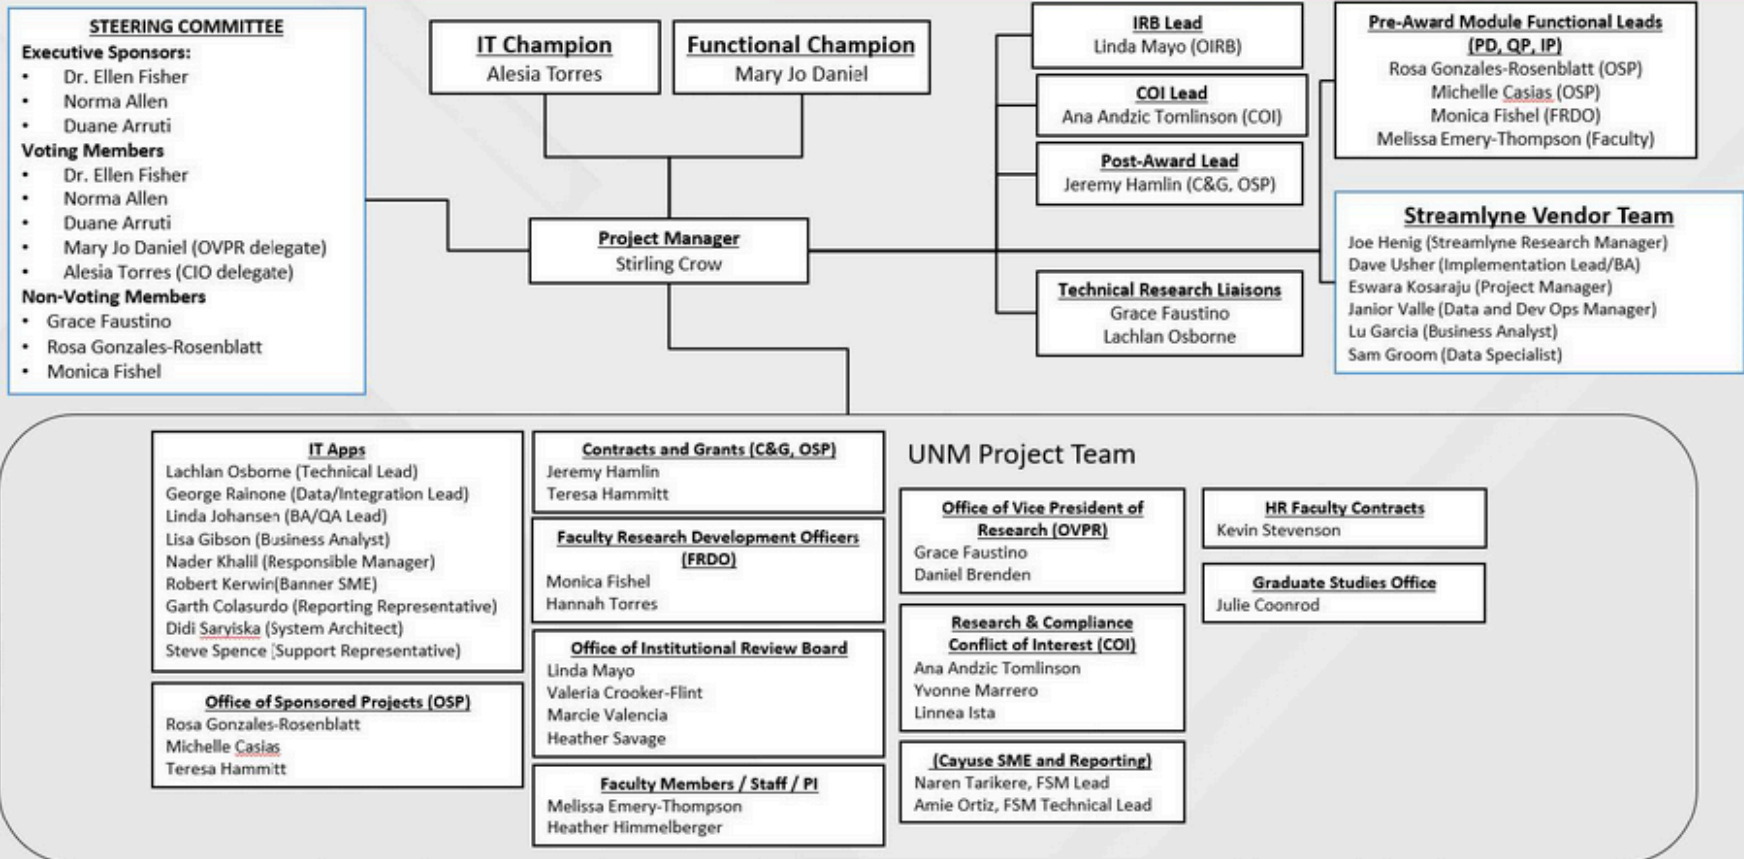 STEERING COMMITTEE
Executive Sponsors:
• Dr. Ellen Fisher
• Norma Allen
• Duane Arruti
Voting Members
• Dr. Ellen Fisher
• Norma Allen
• Duane Arruti
• Mary Jo Daniel (OVPR delegate)
• Alesia Torres (CIO delegate)
Non-Voting Members
• Grace Faustino
• Rosa Gonzales-Rosenblatt
• Monica Fishel
IT Champion
Alesia Torres
Functional Champion
Mary Jo Daniel
Project Manager
Stirling Crow
IRB Lead
Linda Mayo (OIRB)
COI Lead
Ana Andzic Tomlinson (COI)
Post-Award Lead
Jeremy Hamlin (C&G, OSP)
Technical Research Liaisons
Grace Faustino
Lachlan Osborne
Pre-Award Module Functional Leads
(PD, QP, IP)
Rosa Gonzales-Rosenblatt (OSP)
Michelle Casias (OSP)
Monica Fishel (FRDO)
Melissa Emery-Thompson (Faculty)
Streamlyne Vendor Team
Joe Henig (Streamlyne Research Manager)
Dave Usher (Implementation Lead/BA)
Eswara Kosaraju (Project Manager)
Janior Valle (Data and Dev Ops Manager)
Lu Garcia (Business Analyst)
Sam Groom (Data Specialist)
UNM Project Team
IT Apps
Lachlan Osborne (Technical Lead)
George Rainone (Data/Integration Lead)
Linda Johansen (BA/QA Lead)
Lisa Gibson (Business Analyst)
Nader Khalil (Responsible Manager)
Robert Kerwin(Banner SME)
Garth Colasurdo (Reporting Representative)
Didi Saryiska (System Architect)
Steve Spence (Support Representative)
Office of Sponsored Projects (OSP)
Rosa Gonzales-Rosenblatt
Michelle Casias
Teresa Hammitt
Contracts and Grants (C&G, OSP)
Jeremy Hamlin
Teresa Hammitt
Faculty Research Development Officers
(FRDO)
Monica Fishel
Hannah Torres
Office of Institutional Review Board
Linda Mayo
Valeria Crooker-Flint
Marcie Valencia
Heather Savage
Faculty Members / Staff / PI
Melissa Emery-Thompson
Heather Himmelberger
Office of Vice President of
Research (OVPR)
Grace Faustino
Daniel Brenden
Research & Compliance
Conflict of Interest (COI)
Ana Andzic Tomlinson
Yvonne Marrero
Linnea Ista
(Cayuse SME and Reporting)
Naren Tarikere, FSM Lead
Amie Ortiz, FSM Technical Lead
HR Faculty Contracts
Kevin Stevenson
Graduate Studies Office
Julie Coonrod